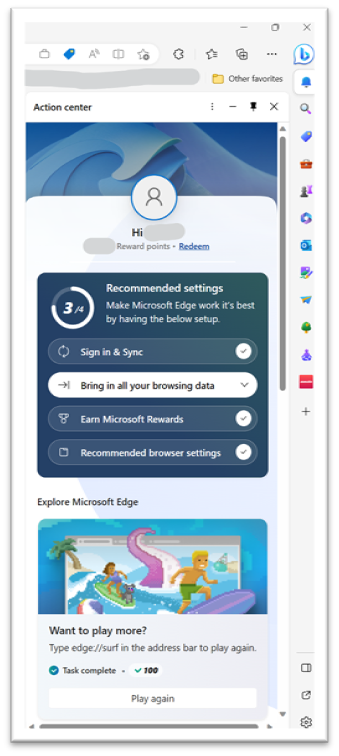 Other favorites
Action center
Hi
Reward points • Redeem
3/4
Recommended settings
Make Microsoft Edge work it's best
by having the below setup.
Sign in & Sync
Bring in all your browsing data
Earn Microsoft Rewards
Recommended browser settings
Explore Microsoft Edge
Want to play more?
Type edge://surf in the address bar to play again.
Task complete • 100
Play again